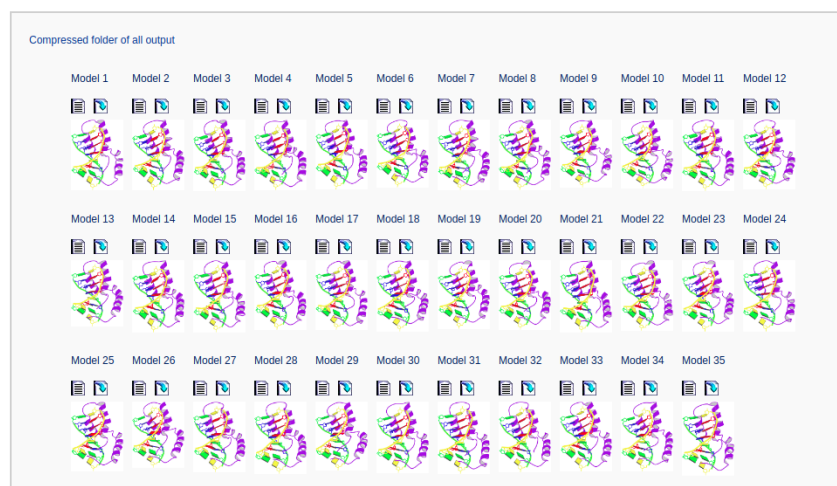 Compressed folder of all output
Model 1 Model 2 Model 3 Model 4 Model 5 Model 6 Model 7 Model 8 Model 9 Model 10 Model 11 Model 12
Model 13 Model 14 Model 15 Model 16 Model 17 Model 18 Model 19 Model 20 Model 21 Model 22 Model 23 Model 24
Model 25 Model 26 Model 27 Model 28 Model 29 Model 30 Model 31 Model 32 Model 33 Model 34 Model 35